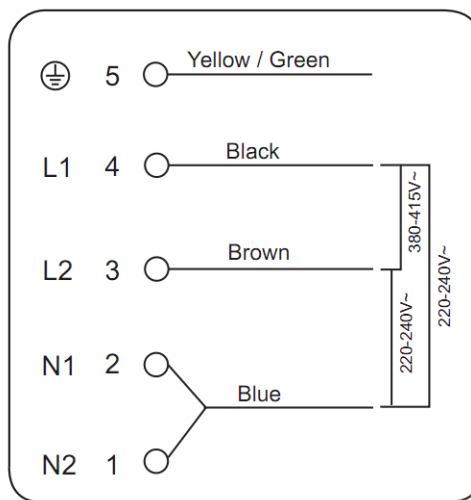 5 Yellow / Green
L1 4 Black
L2 3 Brown
N1 2
Blue
N2 1
380-415V~
220-240V~
220-240V~